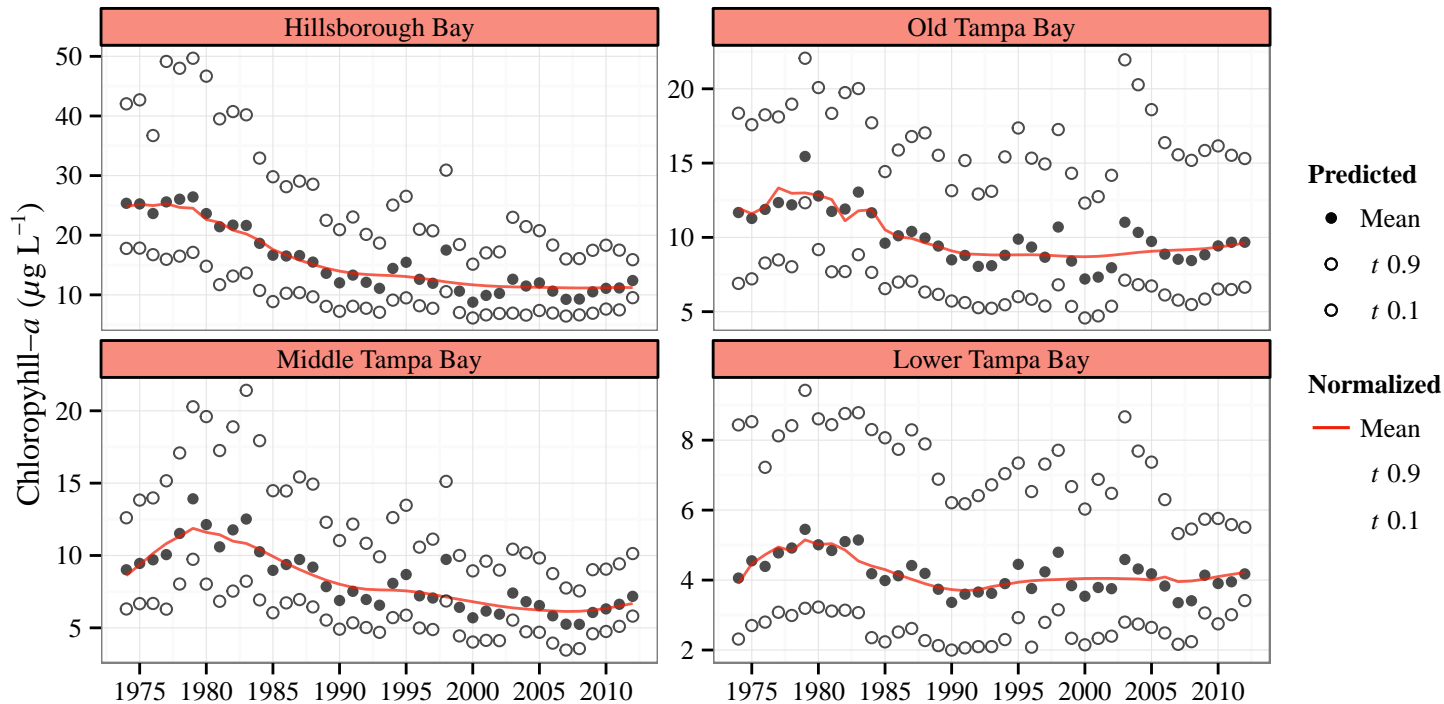 Hillsborough Bay
Old Tampa Bay
50
40
30
20
10
20
15
10
5
Chloropyhll−a (μg L−1)
Middle Tampa Bay
Lower Tampa Bay
20
15
10
5
8
6
4
2
1975 1980 1985 1990 1995 2000 2005 2010
1975 1980 1985 1990 1995 2000 2005 2010
Predicted
Mean
t 0.9
t 0.1
Normalized
Mean
t 0.9
t 0.1